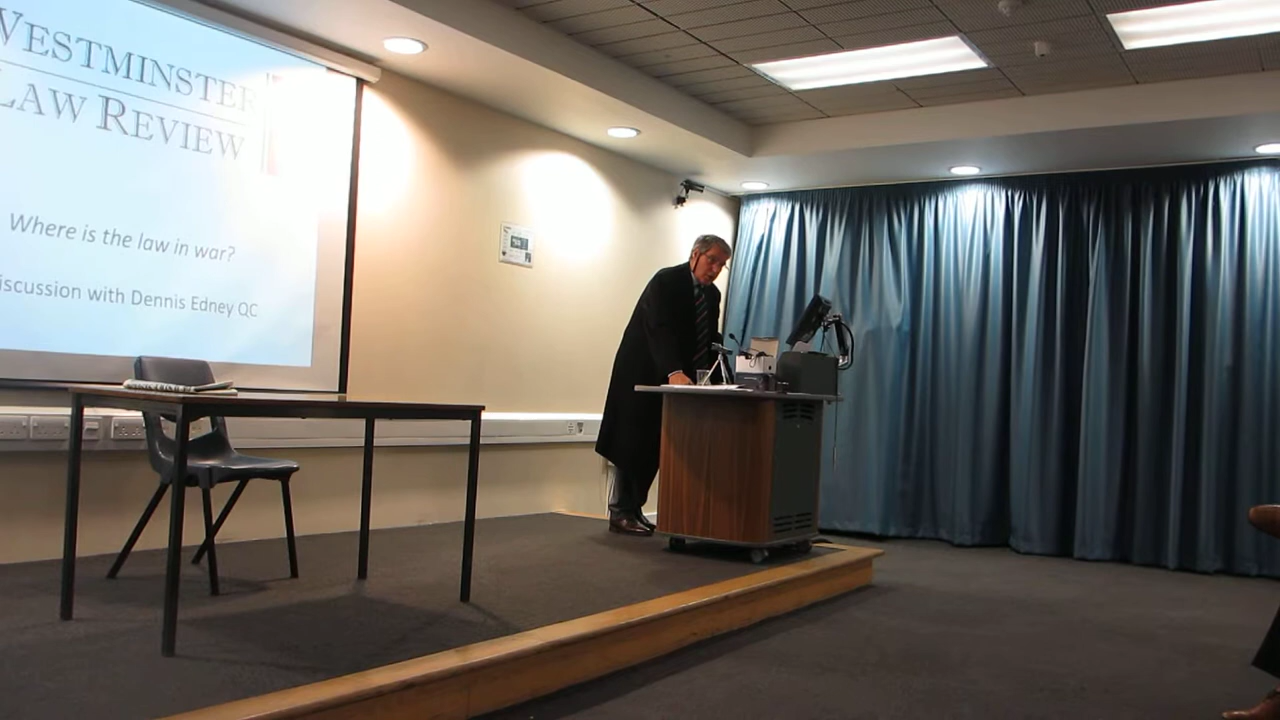 WESTMINSTER
LAW REVIEW
Where is the law in war?
iscussion with Dennis Edney QC